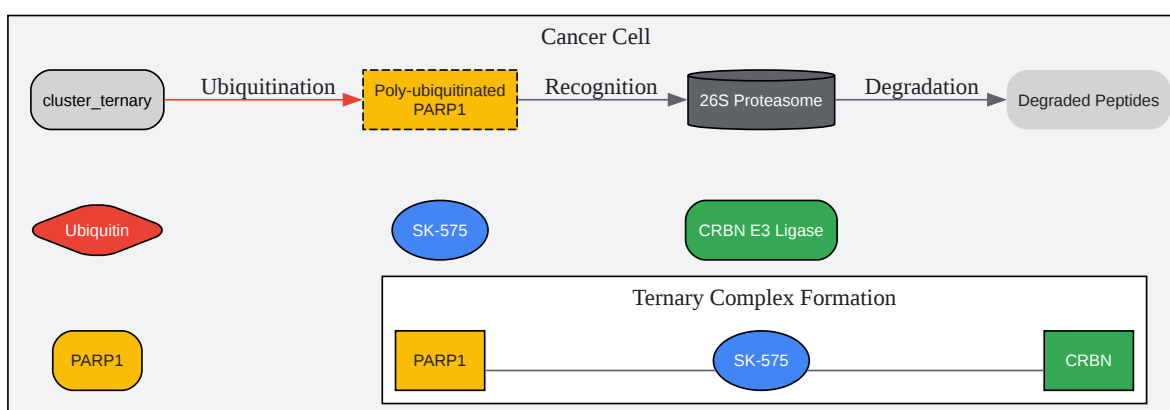 Cancer Cell
cluster_ternary
Ubiquitination
Poly-ubiquitinated
PARP1
Recognition
26S Proteasome
Degradation
Degraded Peptides
Ubiquitin
SK-575
CRBN E3 Ligase
Ternary Complex Formation
PARP1
PARP1
SK-575
CRBN